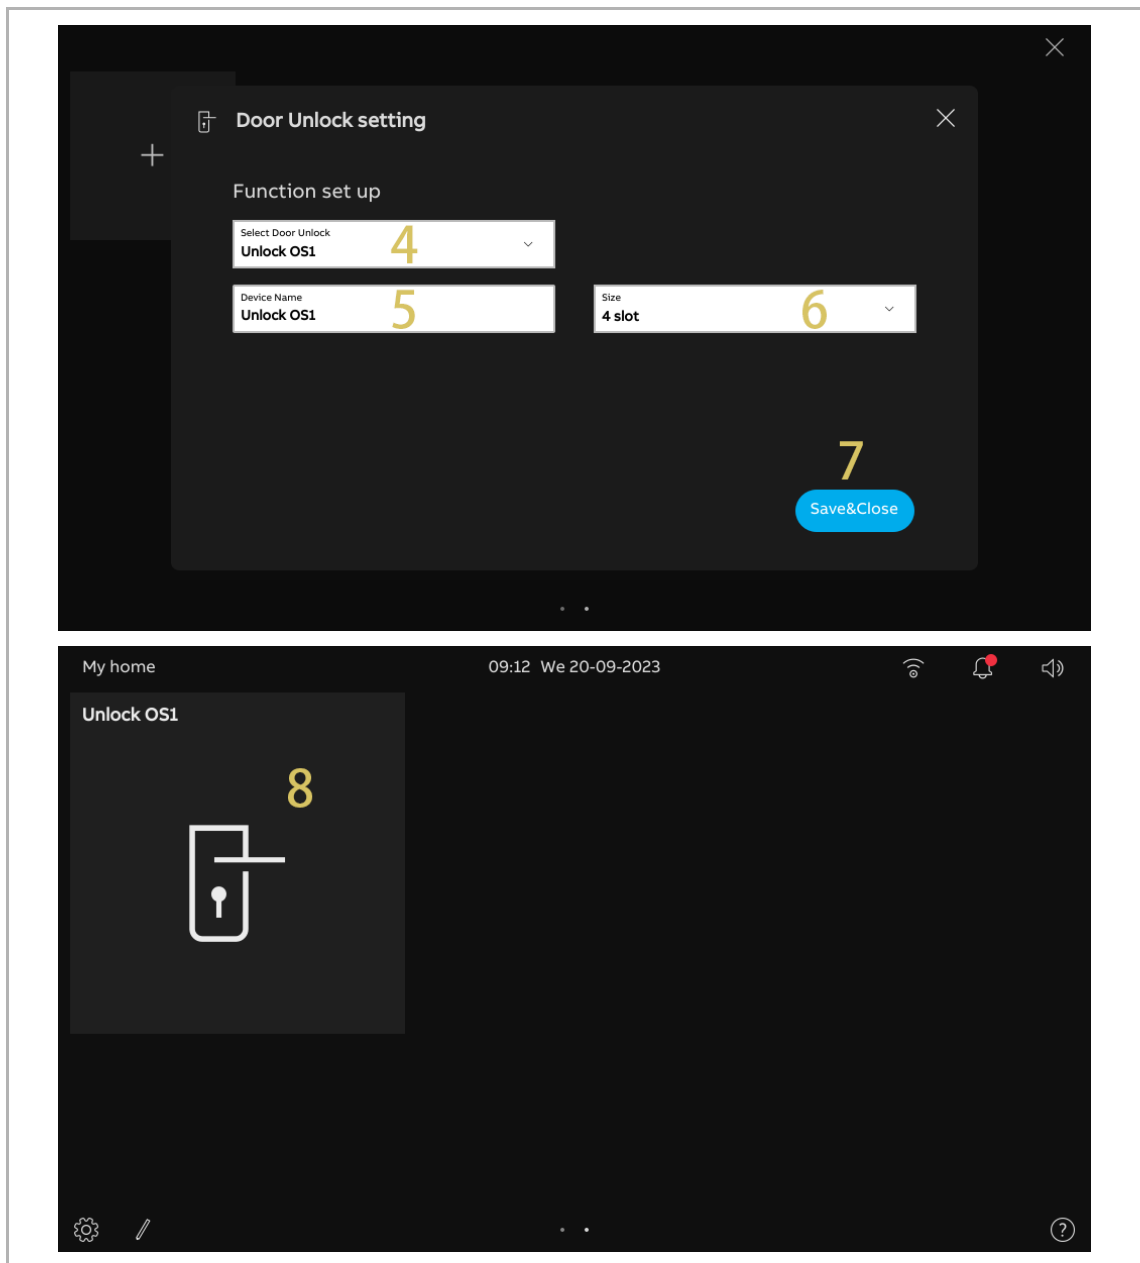 Door Unlock setting
Function set up
Select Door Unlock
Unlock OS1
4
Device Name
Unlock OS1
5
Size
4 slot
6
7
Save&Close
My home
09:12 We 20-09-2023
Unlock OS1
8
?